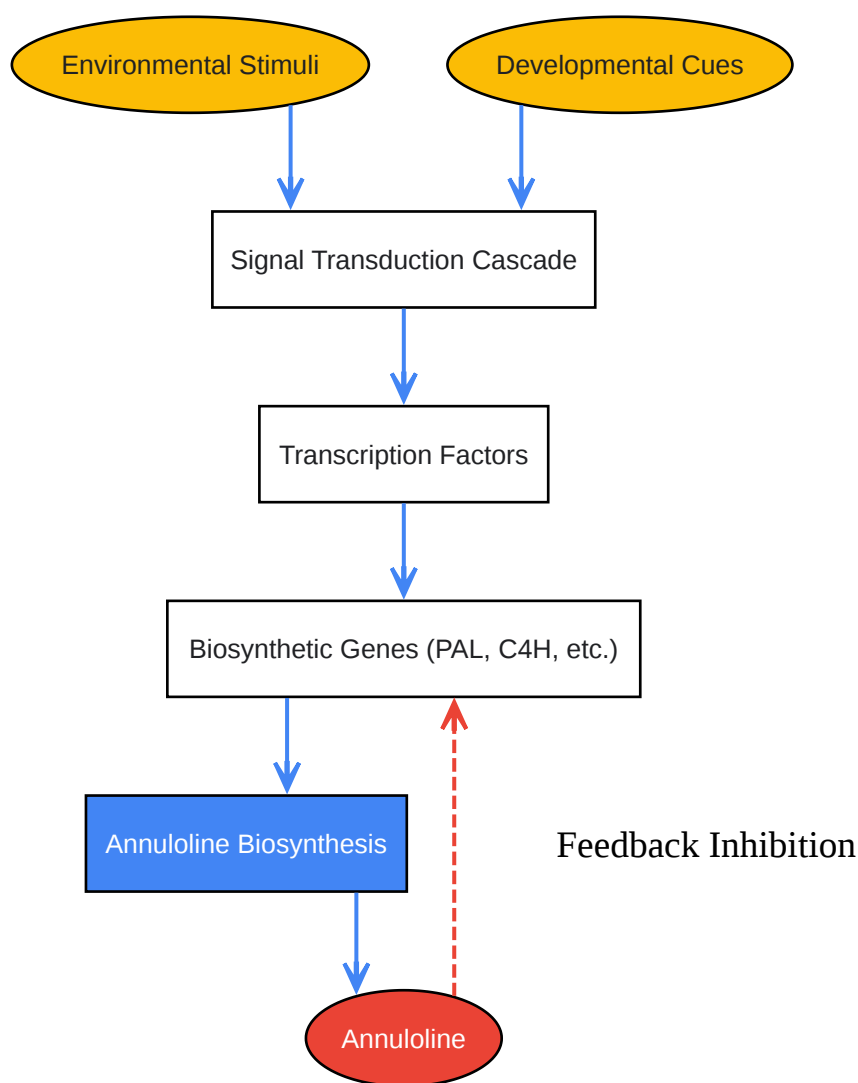 Environmental Stimuli
Developmental Cues
Signal Transduction Cascade
Transcription Factors
Biosynthetic Genes (PAL, C4H, etc.)
Annuloline Biosynthesis
Feedback Inhibition
Annuloline